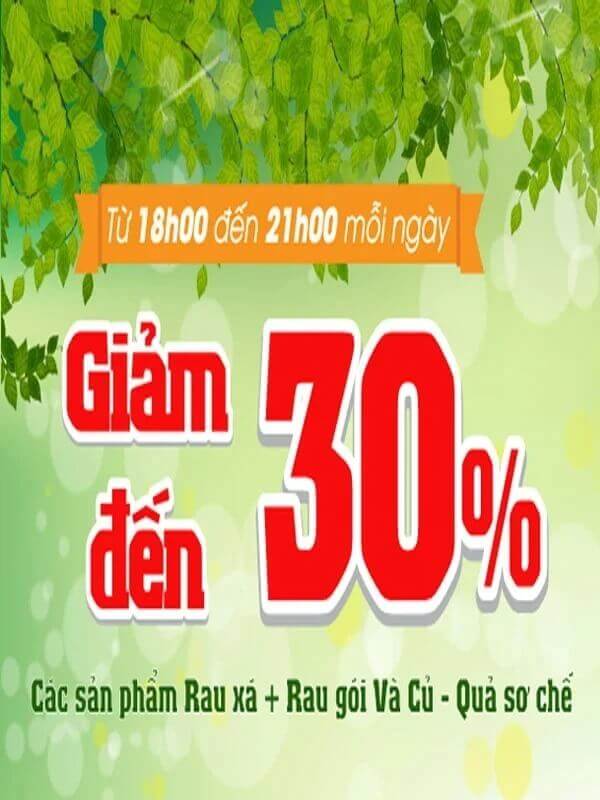 Từ 18h00 đến 21h00 mỗi ngày
Giảm
đến
30%
Các sản phẩm Rau xá + Rau gói Và Củ - Quả sơ chế